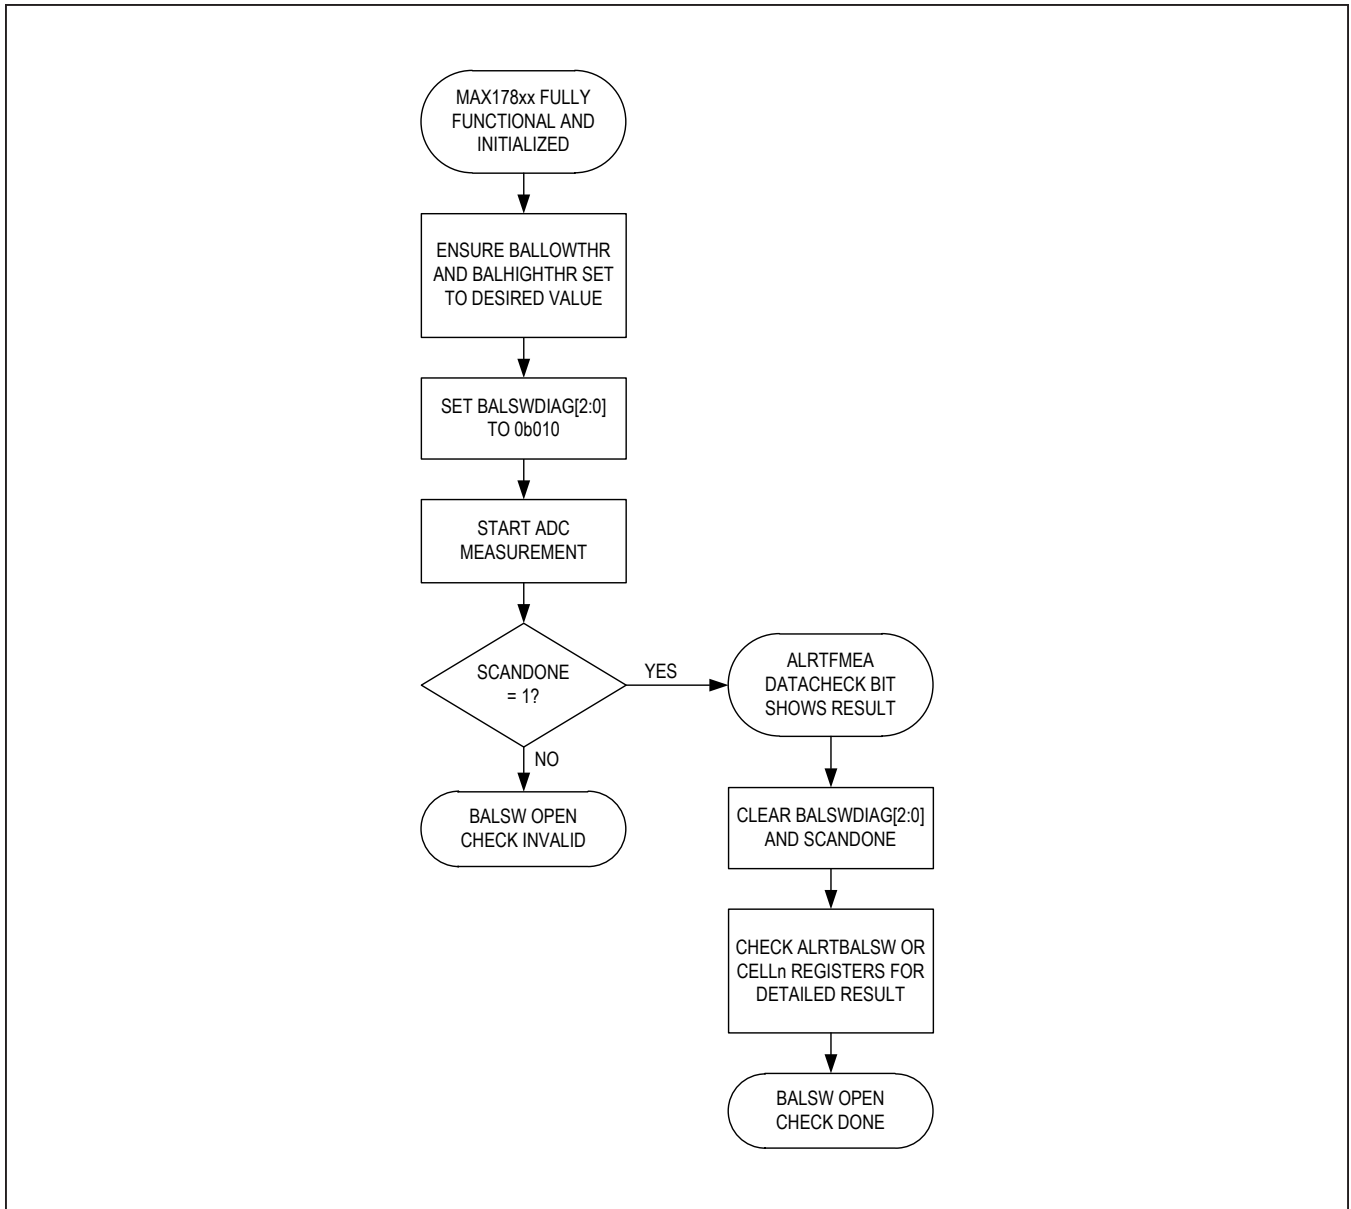 MAX178xx FULLY
FUNCTIONAL AND
INITIALIZED
ENSURE BALLOWTHR
AND BALHIGHTHR SET
TO DESIRED VALUE
SET BALSWDIAG[2:0]
TO 0b010
START ADC
MEASUREMENT
SCANDONE
= 1?
YES
NO
BALSW OPEN
CHECK INVALID
ALRTFMEA
DATACHECK BIT
SHOWS RESULT
CLEAR BALSWDIAG[2:0]
AND SCANDONE
CHECK ALRTBALSW OR
CELLn REGISTERS FOR
DETAILED RESULT
BALSW OPEN
CHECK DONE